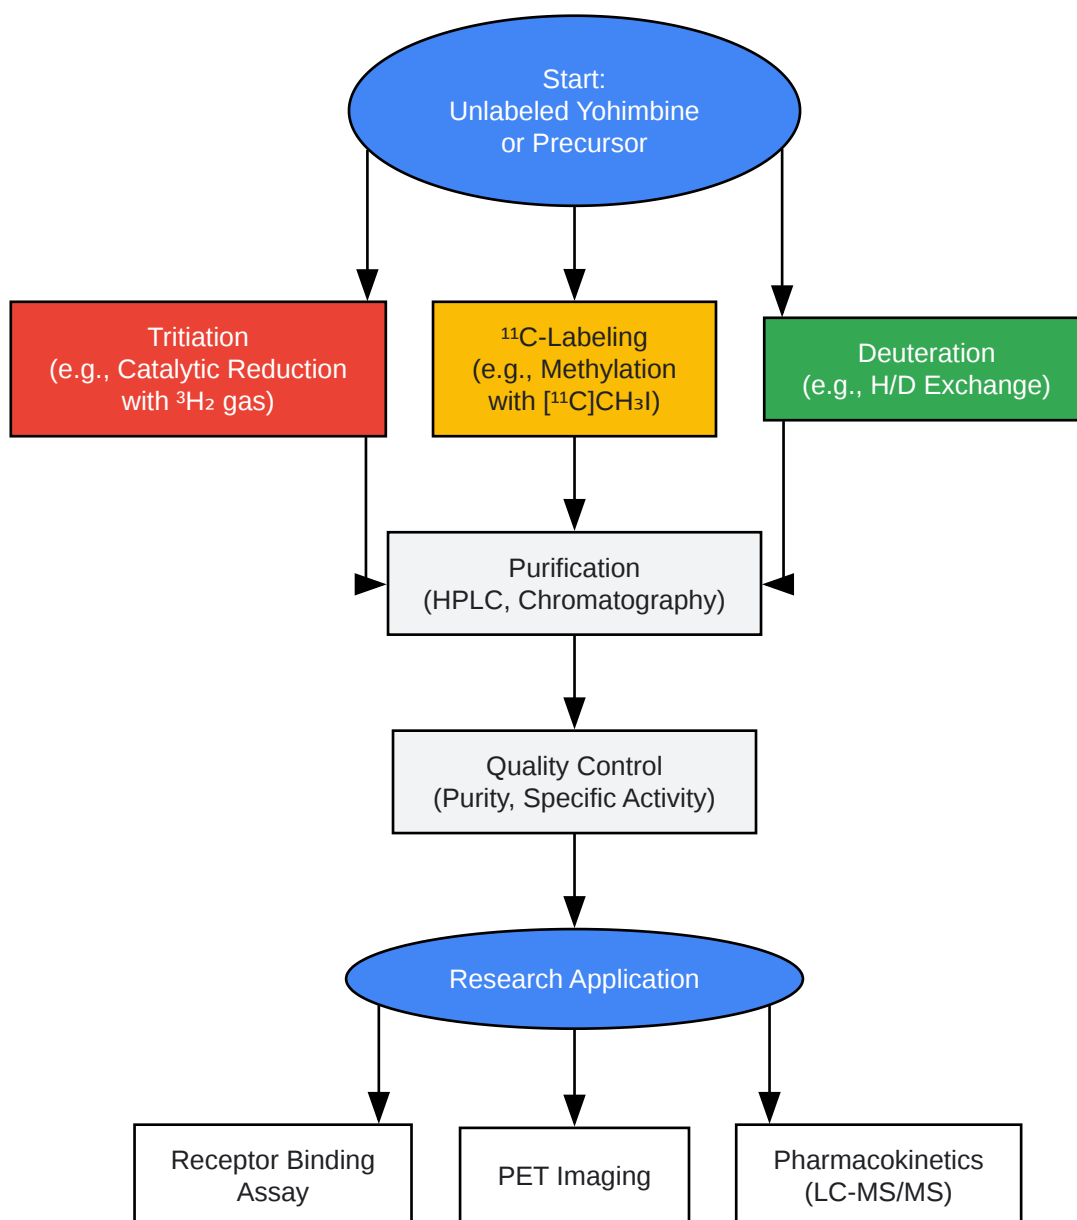 Start:
Unlabeled Yohimbine
or Precursor
Tritiation
(e.g., Catalytic Reduction
with ³H₂ gas)
¹¹C-Labeling
(e.g., Methylation
with [¹¹C]CH₃I)
Deuteration
(e.g., H/D Exchange)
Purification
(HPLC, Chromatography)
Quality Control
(Purity, Specific Activity)
Research Application
Receptor Binding
Assay
PET Imaging
Pharmacokinetics
(LC-MS/MS)